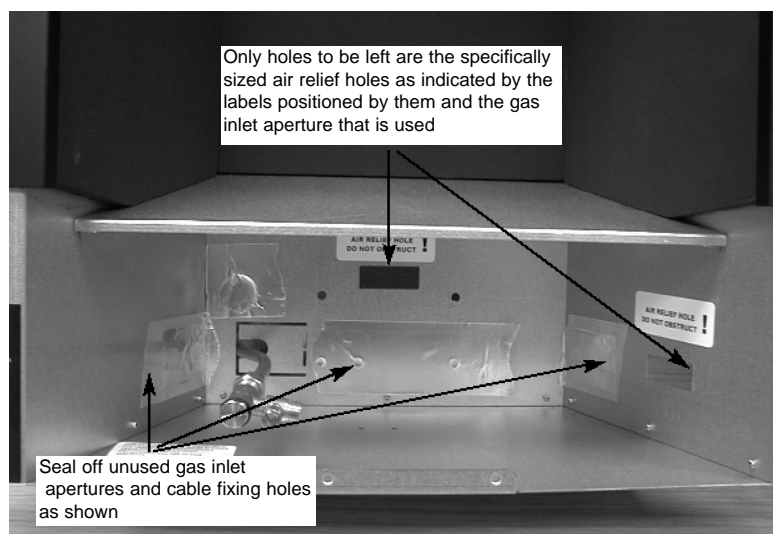 Only holes to be left are the specifically
sized air relief holes as indicated by the
labels positioned by them and the gas
inlet aperture that is used
AIR RELIEF HOLE
DO NOT OBSTRUCT !
AIR RELIEF HOLE
DO NOT OBSTRUCT !
Seal off unused gas inlet
apertures and cable fixing holes
as shown